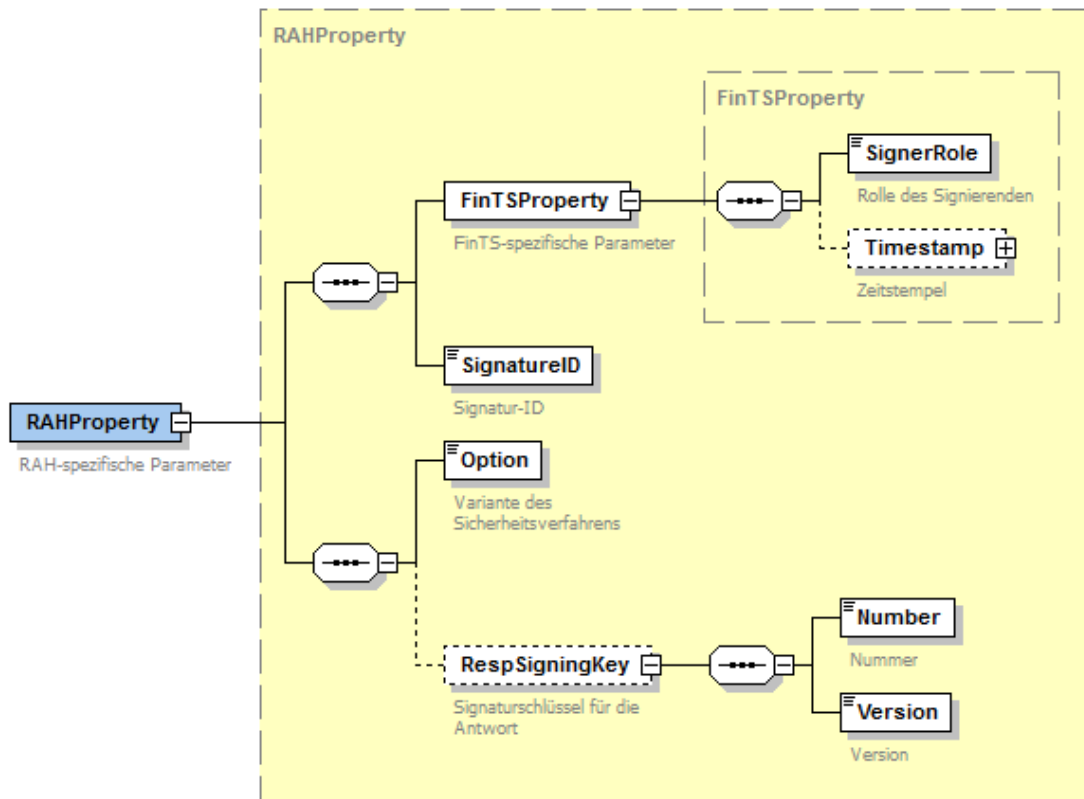 RAHProperty
FinTSProperty
SignerRole
Rolle des Signierenden
FinTSProperty
FinTS-spezifische Parameter
Timestamp
Zeitstempel
SignatureID
Signatur-ID
RAHProperty
RAH-spezifische Parameter
Option
Variante des
Sicherheitsverfahrens
Number
Nummer
RespSigningKey
Signaturschlüssel für die
Antwort
Version
Version